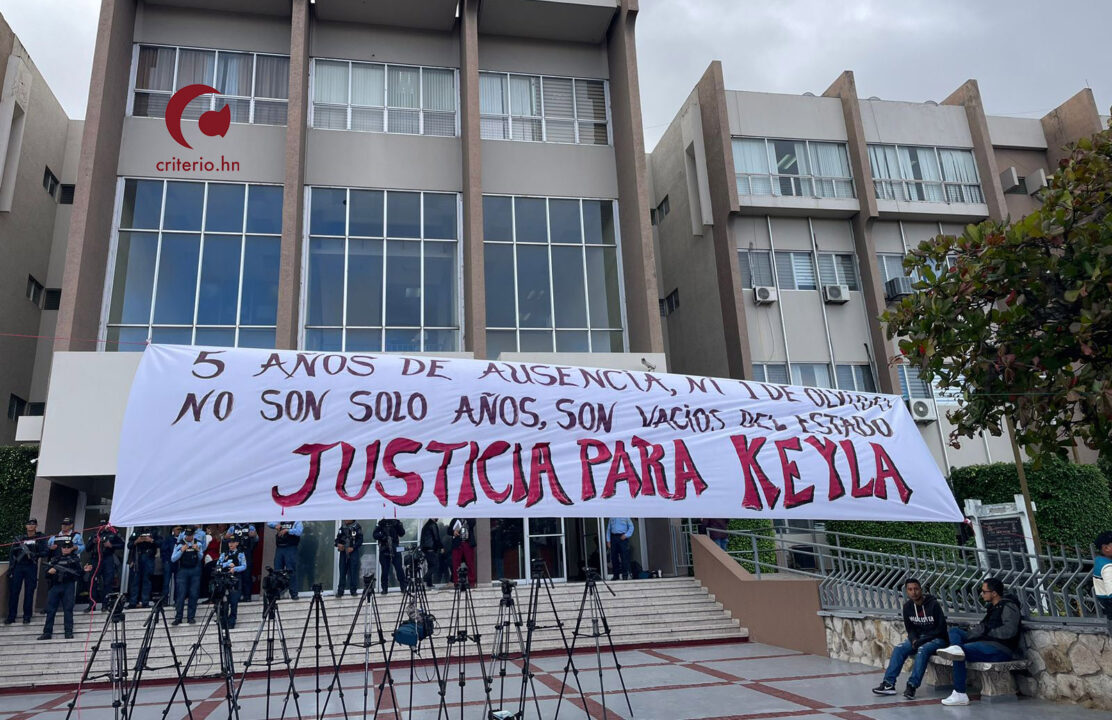 criterio.hn
5 AÑOS DE AUSENCIA, NI 1 DE OLVIDO
NO SON SOLO AÑOS, SON VACIOS DEL ESTADO
JUSTICIA PARA KEYLA